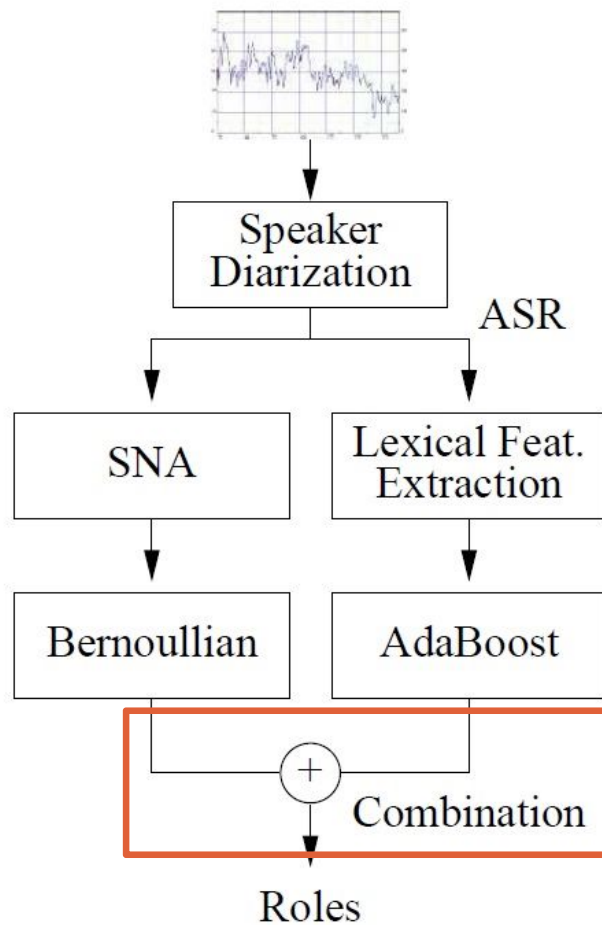 Speaker
Diarization
ASR
SNA
Lexical Feat.
Extraction
Bernoullian
AdaBoost
+
Combination
Roles